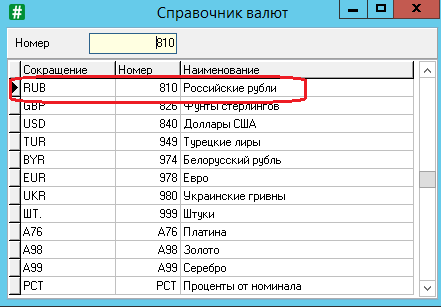 Справочник валют
Номер 810
Сокращение Номер Наименование
RUB 810 Российские рубли
GBP 826 Фунты стерлингов
USD 840 Доллары США
TUR 949 Турецкие лиры
BYR 974 Белорусский рубль
EUR 978 Евро
UKR 980 Украинские гривны
ШТ. 999 Штуки
A76 A76 Платина
A98 A98 Золото
A99 A99 Серебро
PCT PCT Проценты от номинала